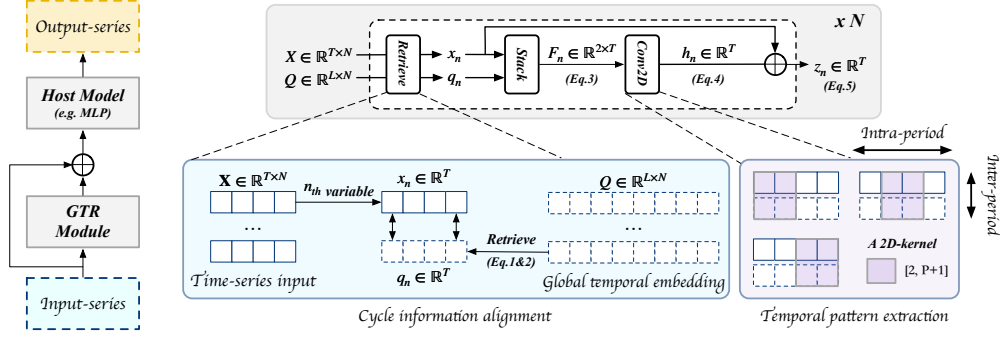 Output-series
Host Model
(e.g. MLP)
GTR
Module
Input-series
x N
X ∈ ℝ^{T×N}
Q ∈ ℝ^{L×N}
Retrieve
x_n
q_n
Stack
F_n ∈ ℝ^{2×T}
(Eq.3)
Conv2D
h_n ∈ ℝ^T
(Eq.4)
z_n ∈ ℝ^T
(Eq.5)
X ∈ ℝ^{T×N}
n_{th} variable
x_n ∈ ℝ^T
Q ∈ ℝ^{L×N}
...
...
Retrieve
(Eq.1&2)
Time-series input
q_n ∈ ℝ^T
Global temporal embedding
Cycle information alignment
Intra-period
Inter-period
A 2D-kernel
[2, P+1]
Temporal pattern extraction